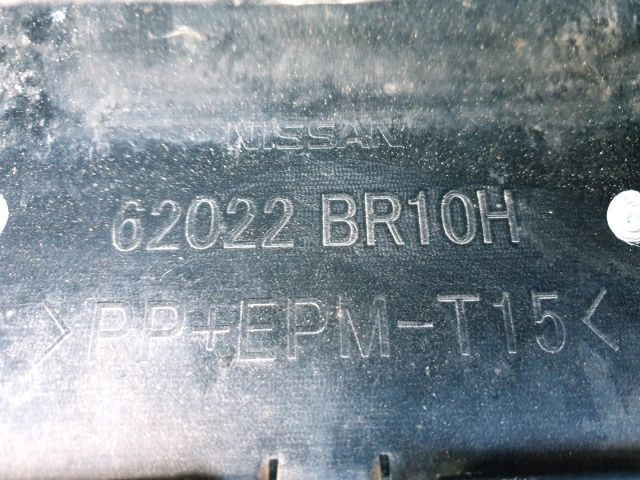 NISSAN
62022 BR10H
>PP+EPM-T15<